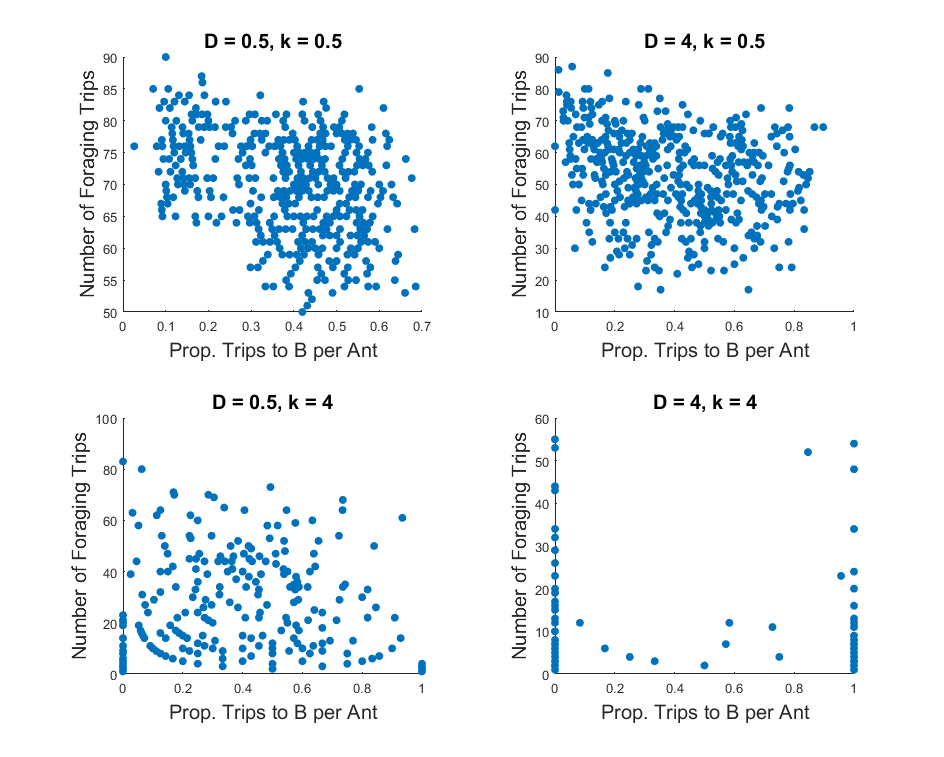 D = 0.5, k = 0.5
Number of Foraging Trips
90
85
80
75
70
65
60
55
50
0 0.1 0.2 0.3 0.4 0.5 0.6 0.7
Prop. Trips to B per Ant
D = 4, k = 0.5
Number of Foraging Trips
90
80
70
60
50
40
30
20
10
0 0.2 0.4 0.6 0.8 1
Prop. Trips to B per Ant
D = 0.5, k = 4
Number of Foraging Trips
100
80
60
40
20
0
0 0.2 0.4 0.6 0.8 1
Prop. Trips to B per Ant
D = 4, k = 4
Number of Foraging Trips
60
50
40
30
20
10
0
0 0.2 0.4 0.6 0.8 1
Prop. Trips to B per Ant